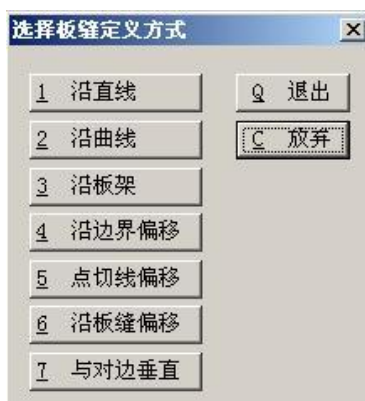 选择板缝定义方式
1 沿直线
Q 退出
2 沿曲线
C 放弃
3 沿板架
4 沿边界偏移
5 点切线偏移
6 沿板缝偏移
7 与对边垂直